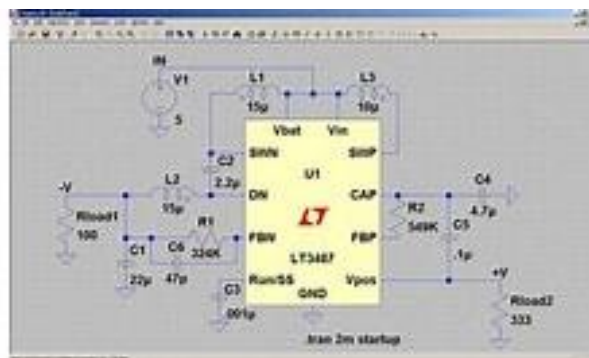 IN
V1
5
L1
15µ
L3
10µ
Vbat
Vin
SWN
SWP
C2
2.2µ
U1
-V
L2
15µ
DN
CAP
C4
4.7µ
Rload1
100
R1
324K
FBN
FBP
R2
549K
C5
.1µ
C1
22µ
C6
47µ
LT3487
Run/SS
Vpos
GND
+V
C3
.001µ
Rload2
333
.tran 2m startup